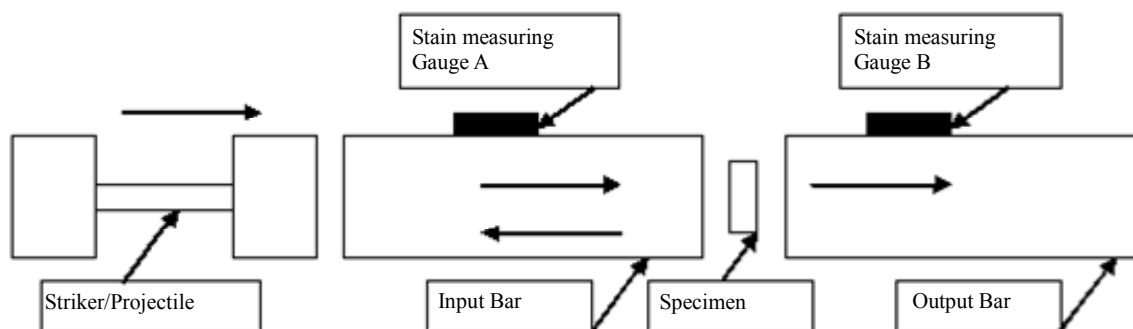 Stain measuring
Gauge A
Stain measuring
Gauge B
Striker/Projectile
Input Bar
Specimen
Output Bar